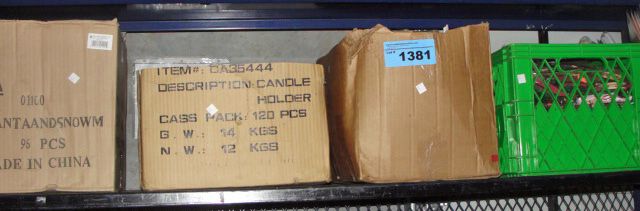 01100
ANTAANDSNOWM
96 PCS
ADE IN CHINA
ITEM#: CA35444
DESCRIPTION: CANDLE
HOLDER
CASS PACK: 120 PCS
G. W.: 14 KGS
N. W.: 12 KGS
1381